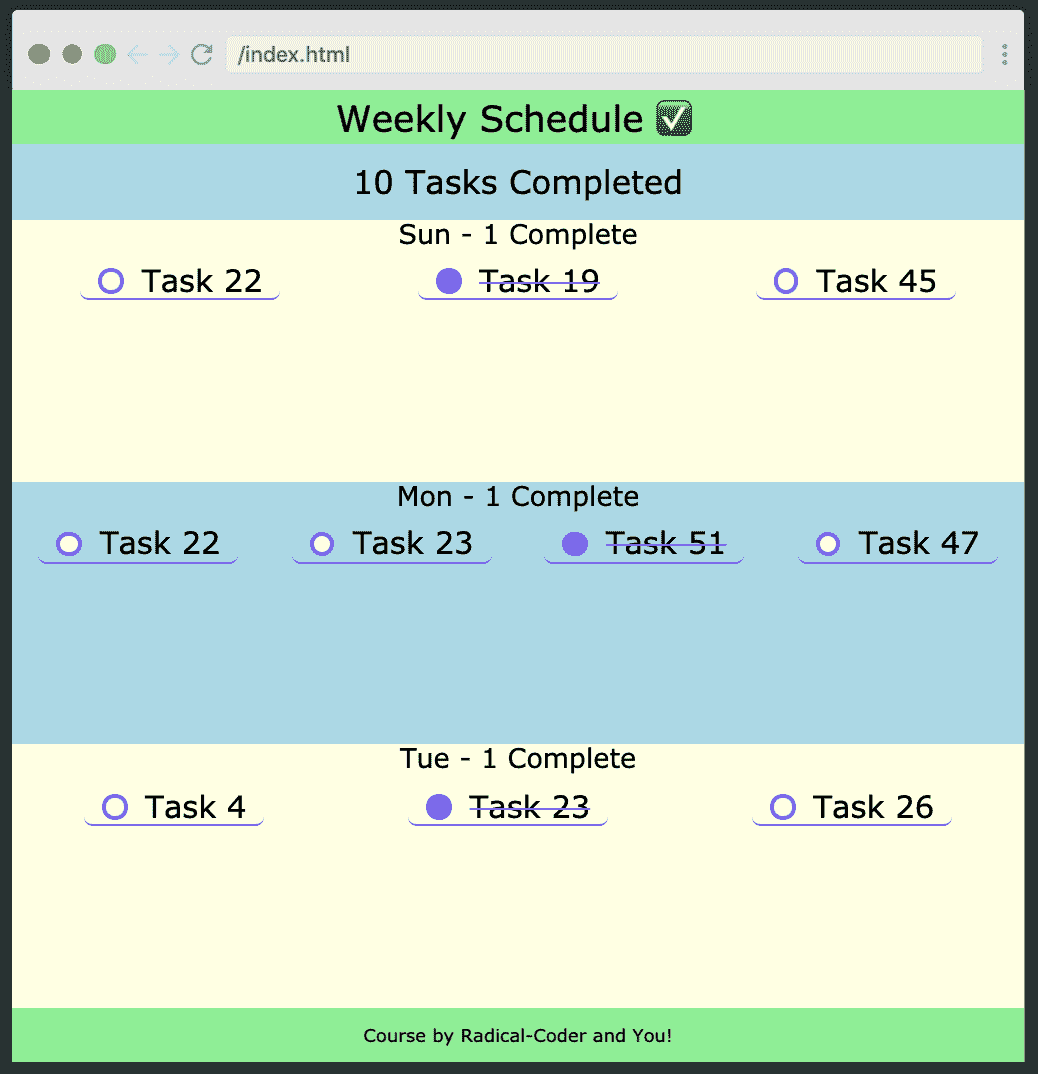 /index.html
Weekly Schedule ✅
10 Tasks Completed
Sun - 1 Complete
Task 22 Task 19 Task 45
Mon - 1 Complete
Task 22 Task 23 Task 51 Task 47
Tue - 1 Complete
Task 4 Task 23 Task 26
Course by Radical-Coder and You!